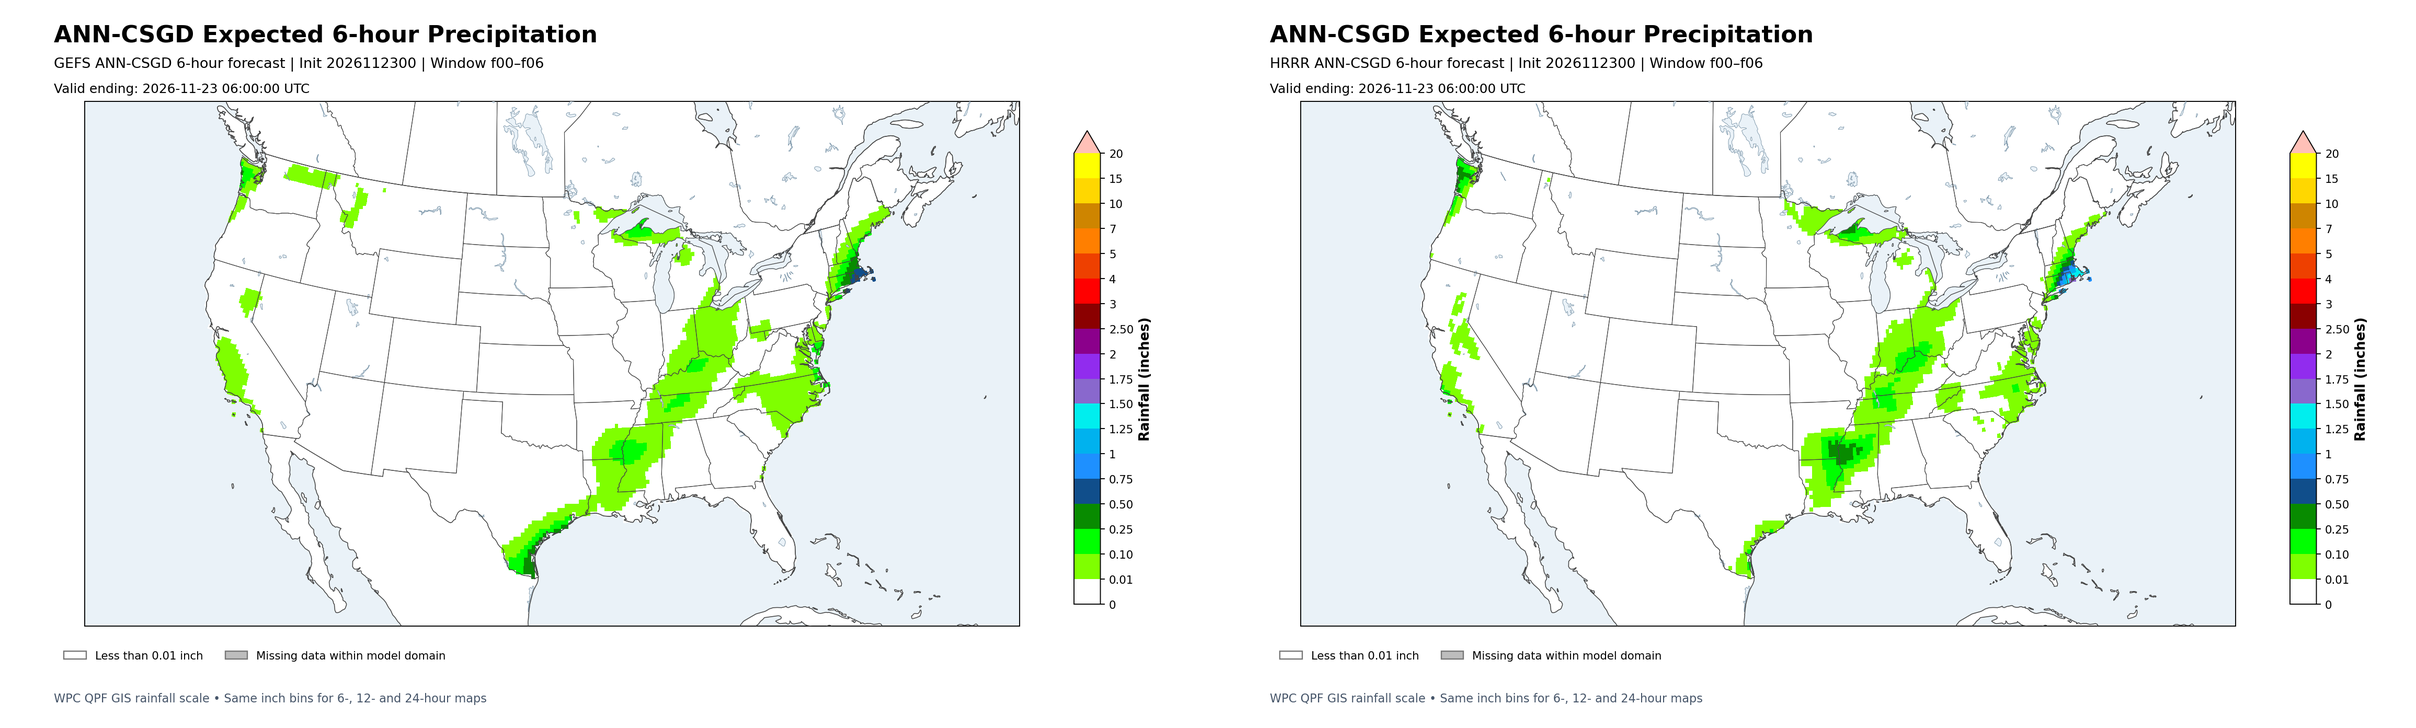 ANN-CSGD Expected 6-hour Precipitation
GEFS ANN-CSGD 6-hour forecast | Init 2026112300 | Window f00–f06
Valid ending: 2026-11-23 06:00:00 UTC
20
15
10
7
5
4
3
2.50
2
1.75
1.50
1.25
1
0.75
0.50
0.25
0.10
0.01
0
Rainfall (inches)
Less than 0.01 inch
Missing data within model domain
WPC QPF GIS rainfall scale • Same inch bins for 6-, 12- and 24-hour maps
ANN-CSGD Expected 6-hour Precipitation
HRRR ANN-CSGD 6-hour forecast | Init 2026112300 | Window f00–f06
Valid ending: 2026-11-23 06:00:00 UTC
20
15
10
7
5
4
3
2.50
2
1.75
1.50
1.25
1
0.75
0.50
0.25
0.10
0.01
0
Rainfall (inches)
Less than 0.01 inch
Missing data within model domain
WPC QPF GIS rainfall scale • Same inch bins for 6-, 12- and 24-hour maps